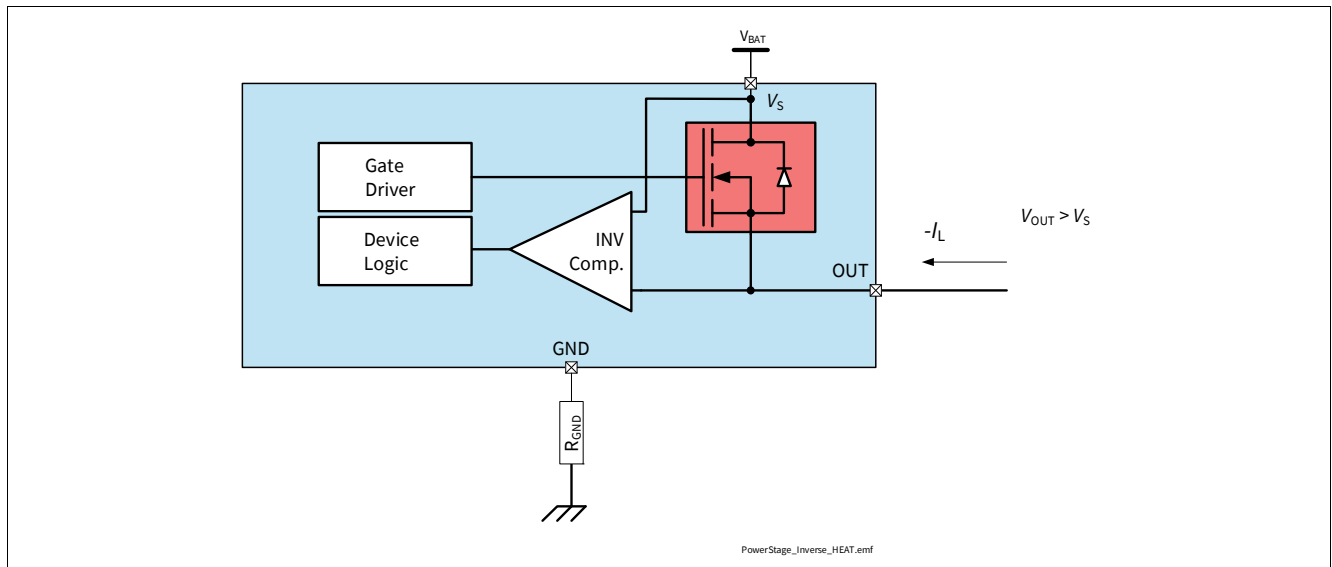 VBAT
VS
Gate
Driver
Device
Logic
INV
Comp.
-IL
VOUT > VS
OUT
GND
RGND
PowerStage_Inverse_HEAT.emf